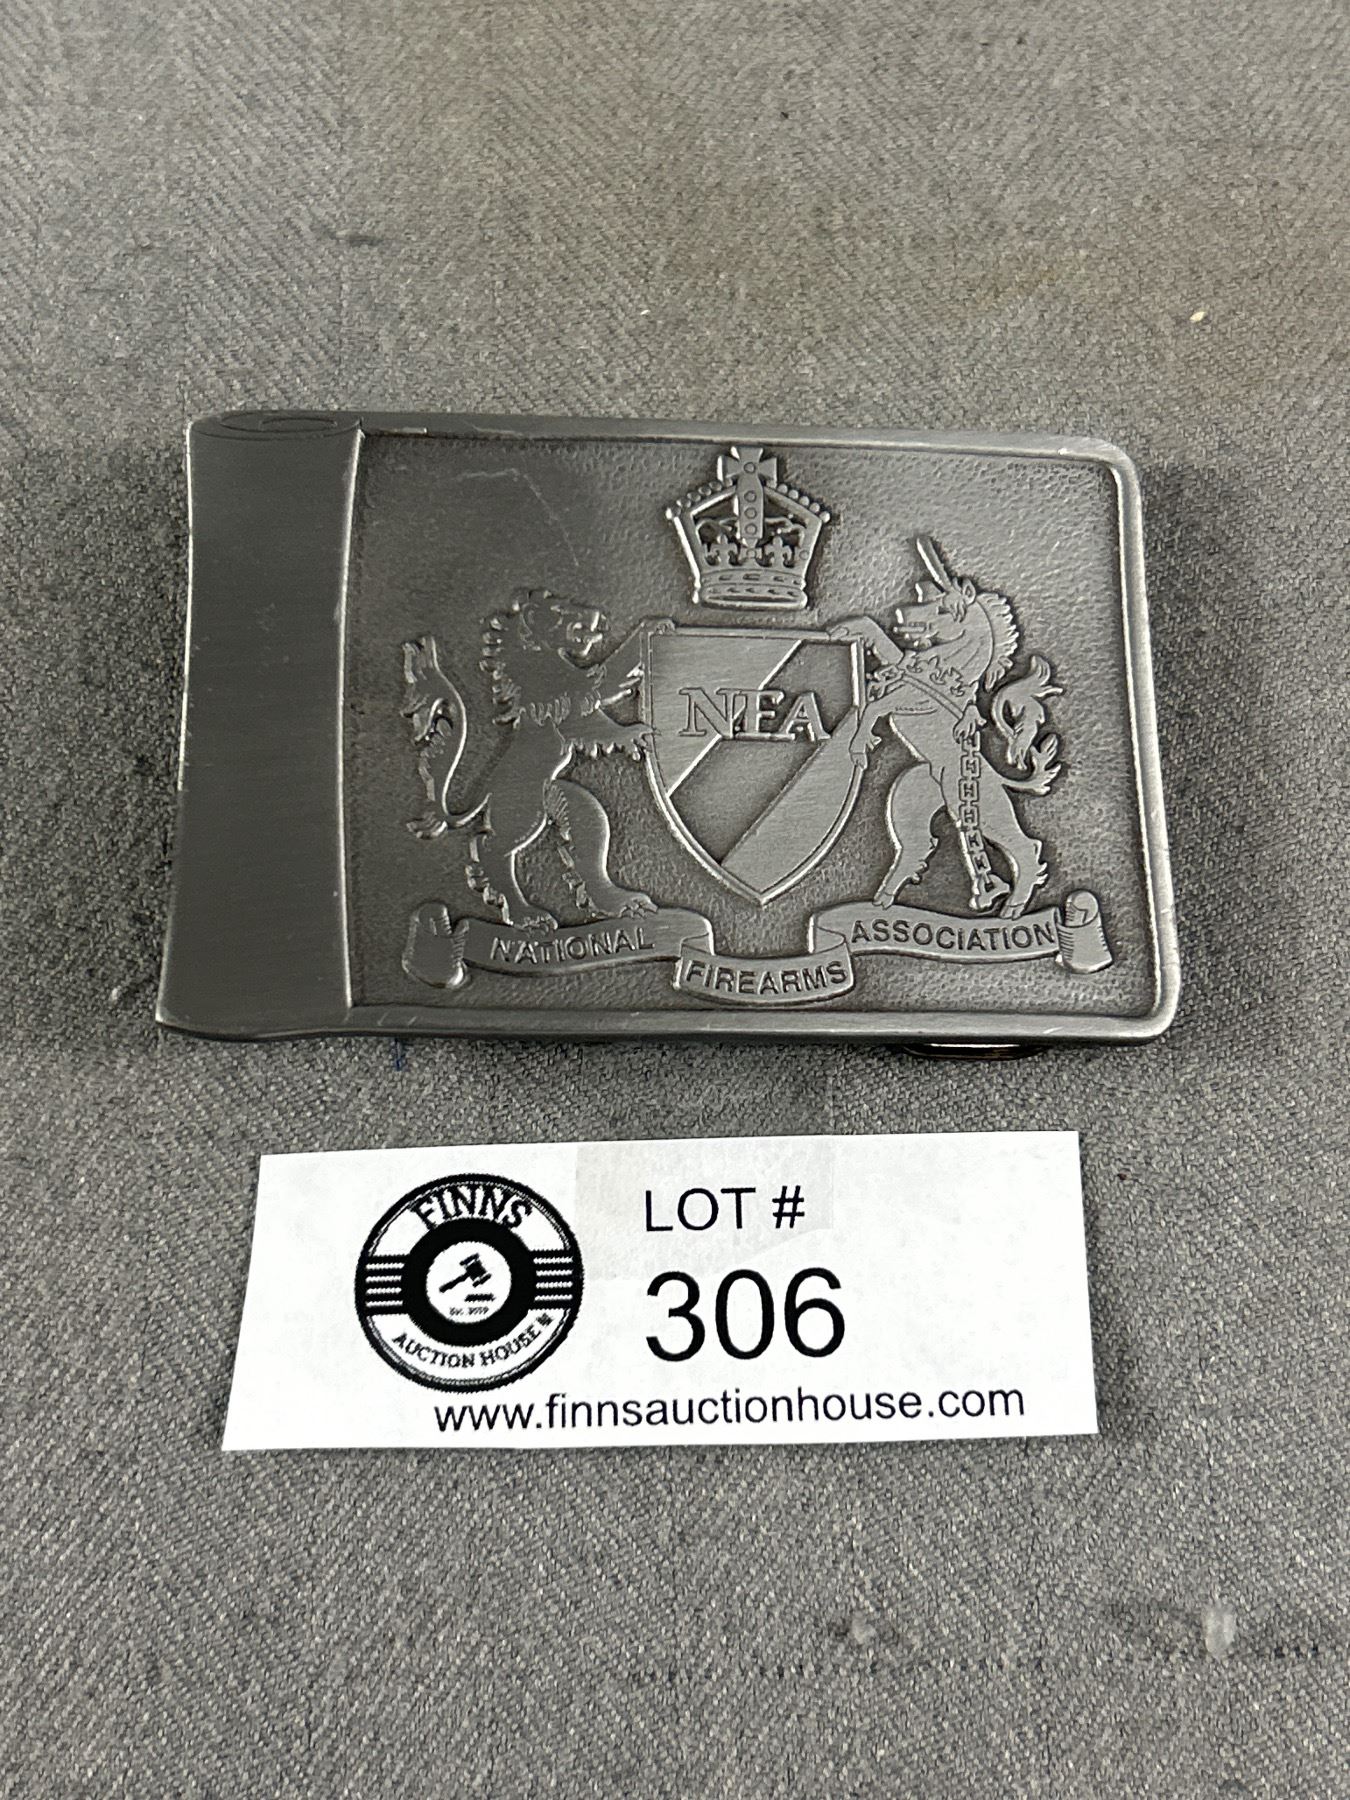 NFA
NATIONAL FIREARMS ASSOCIATION
FINNS
AUCTION HOUSE
LOT #
306
www.finnsauctionhouse.com